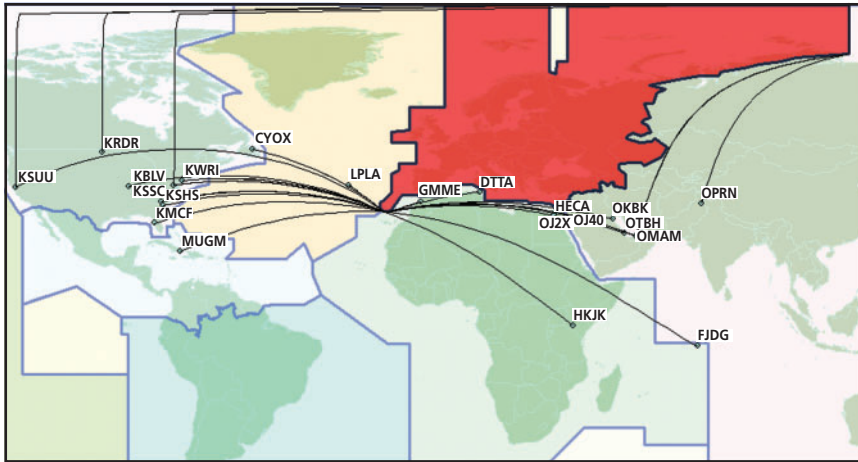 CYOX
KRDR
KWRI
LPLA
KBLV
DTTA
KSUU
GMME
OPRN
KSSC
KSHS
HECA
OKBK
KMCF
OJ2X
OJ40
OTBH
OMAM
MUGM
HKJK
FJDG